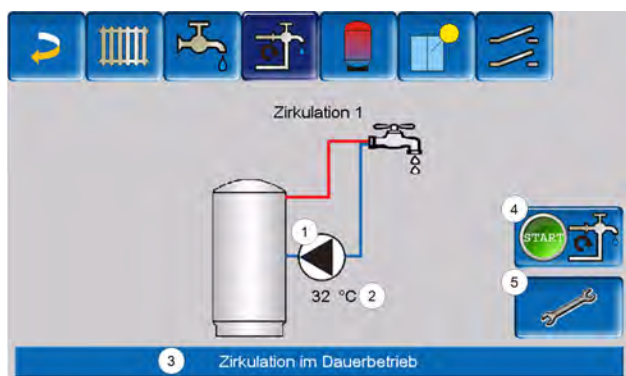 Zirkulation 1
1
4
START
5
32 °C 2
3 Zirkulation im Dauerbetrieb